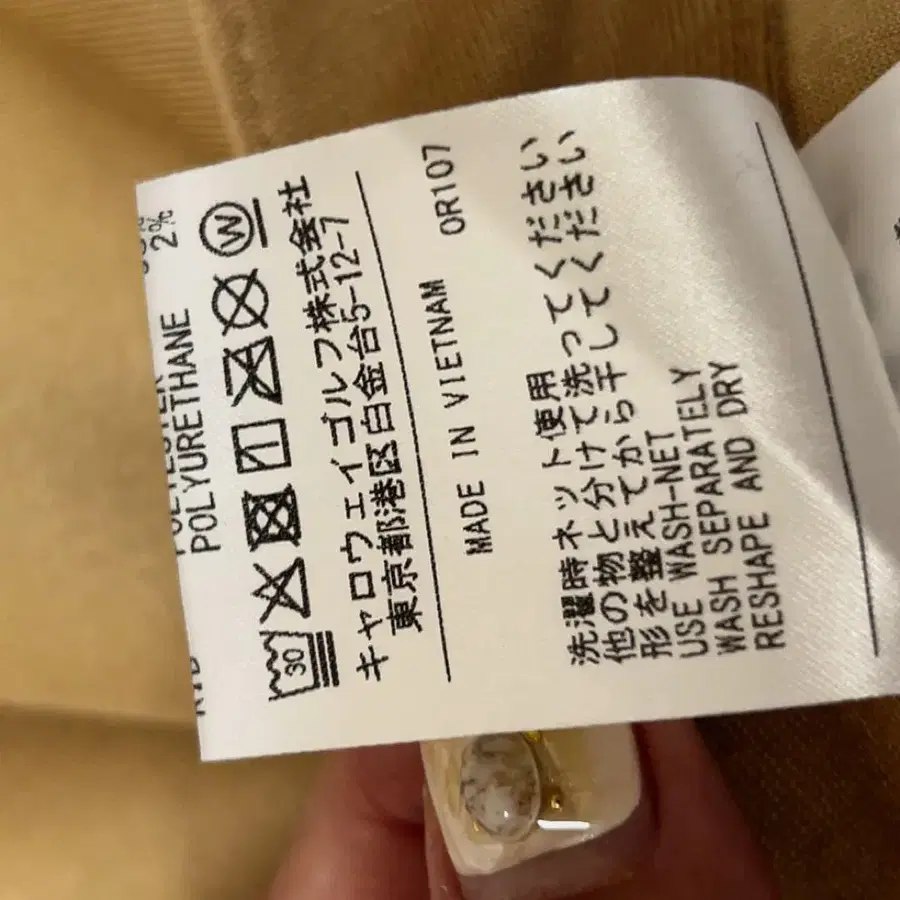 2%
POLYURETHANE
30
W
キャロウェイゴルフ株式会社
東京都港区白金台5-12-7
MADE IN VIETNAM OR107
洗濯時ネット使用
他の物と分けて洗ってください
形を整えてから干してください
USE WASH-NET
WASH SEPARATELY
RESHAPE AND DRY